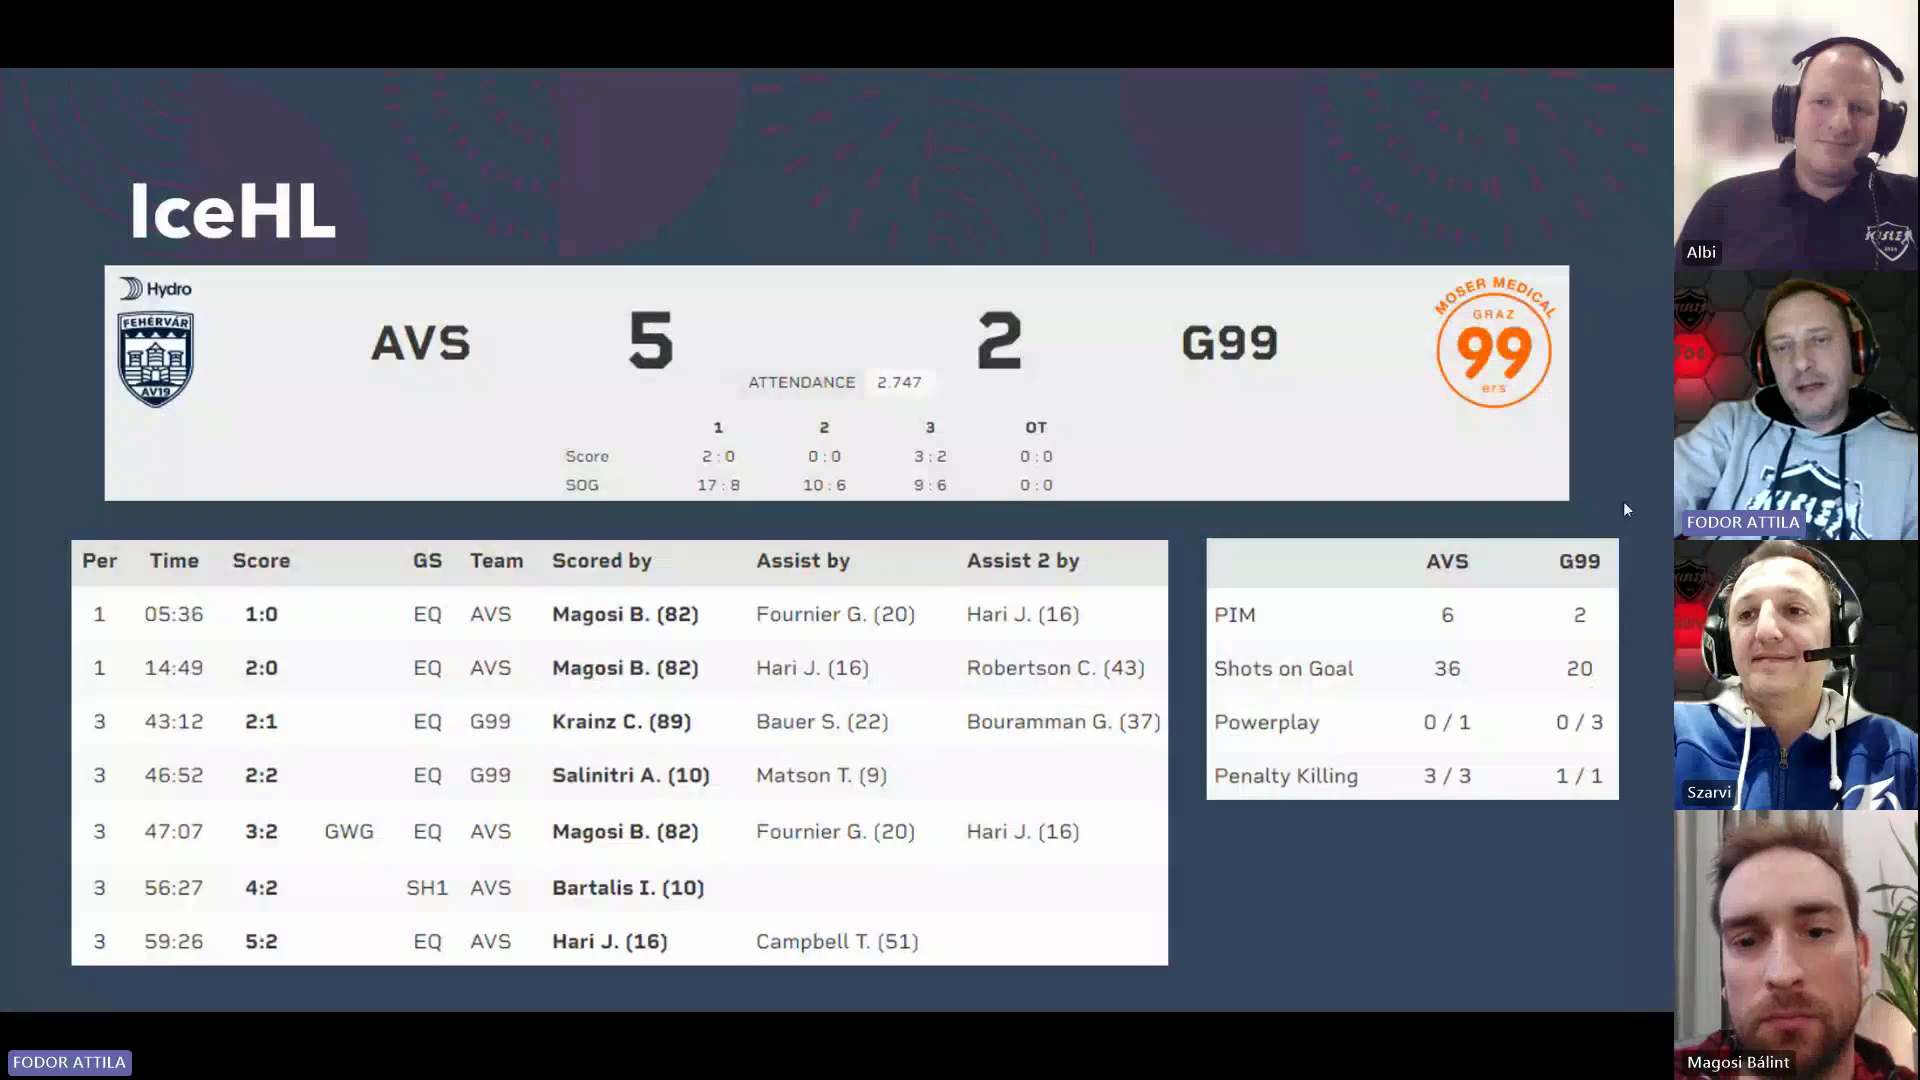 IceHL
Hydro
FEHÉRVÁR
AV19
AVS 5 2 G99
MOSER MEDICAL
GRAZ
99
ers
ATTENDANCE 2.747
1 2 3 OT
Score 2:0 0:0 3:2 0:0
SOG 17:8 10:6 9:6 0:0
Per Time Score GS Team Scored by Assist by Assist 2 by
1 05:36 1:0 EQ AVS Magosi B. (82) Fournier G. (20) Hari J. (16)
1 14:49 2:0 EQ AVS Magosi B. (82) Hari J. (16) Robertson C. (43)
3 43:12 2:1 EQ G99 Krainz C. (89) Bauer S. (22) Bouramman G. (37)
3 46:52 2:2 EQ G99 Salinitri A. (10) Matson T. (9)
3 47:07 3:2 GWG EQ AVS Magosi B. (82) Fournier G. (20) Hari J. (16)
3 56:27 4:2 SH1 AVS Bartalis I. (10)
3 59:26 5:2 EQ AVS Hari J. (16) Campbell T. (51)
AVS G99
PIM 6 2
Shots on Goal 36 20
Powerplay 0 / 1 0 / 3
Penalty Killing 3 / 3 1 / 1
Albi
FODOR ATTILA
Szarvi
Magosi Bálint
FODOR ATTILA